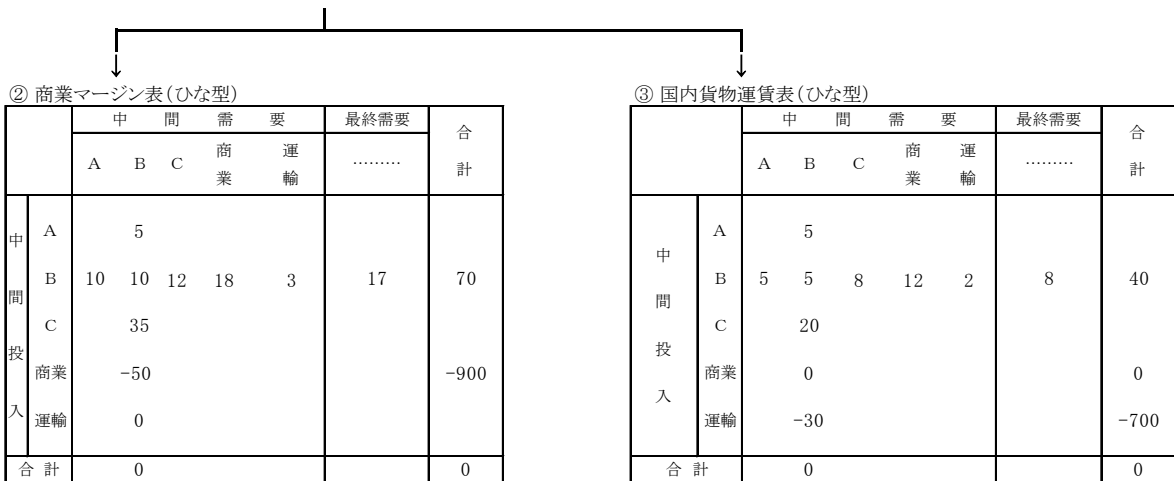 ② 商業マージン表(ひな型)
中 間 需 要 最終需要 合計
A B C 商業 運輸 ………
中間投入
A 5
B 10 10 12 18 3 17 70
C 35
商業 -50 -900
運輸 0
合 計 0 0
③ 国内貨物運賃表(ひな型)
中 間 需 要 最終需要 合計
A B C 商業 運輸 ………
中間投入
A 5
B 5 5 8 12 2 8 40
C 20
商業 0 0
運輸 -30 -700
合 計 0 0